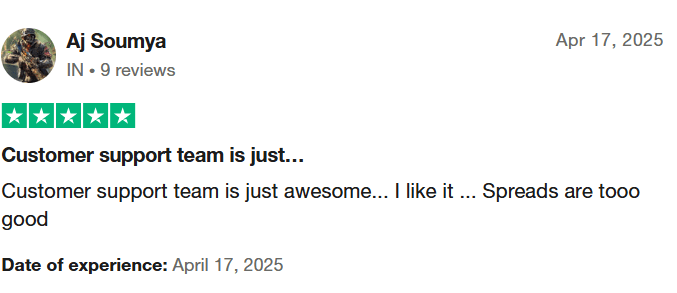 Aj Soumya
Apr 17, 2025
IN • 9 reviews
Customer support team is just...
Customer support team is just awesome... I like it ... Spreads are tooo
good
Date of experience: April 17, 2025